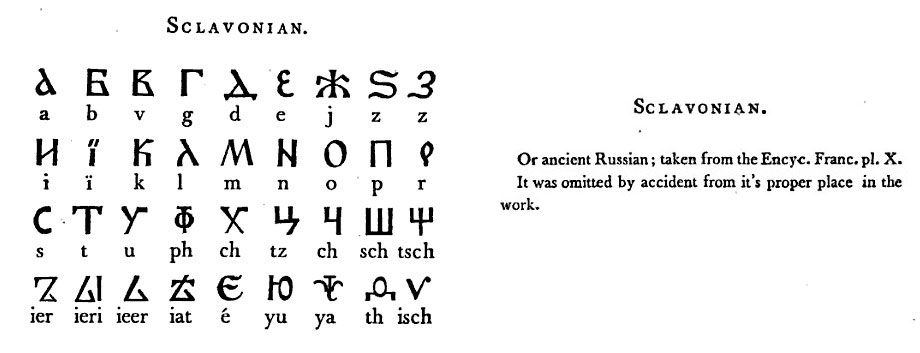 SCLAVONIAN.
Ѧ Б В Г Д Є Ж Ѕ З
a b v g d e j z z
И Ї К Л М N О П Р
i ï k l m n o p r
С Т У Ф Х Ц Ч Ш Щ
s t u ph ch tz ch sch tsch
Ъ Ы Ь Ѣ Є Ю Ѵ
ier ieri ieer iat é yu ya th isch
SCLAVONIAN.
Or ancient Russian; taken from the Encyc. Franc. pl. X.
It was omitted by accident from it's proper place in the
work.